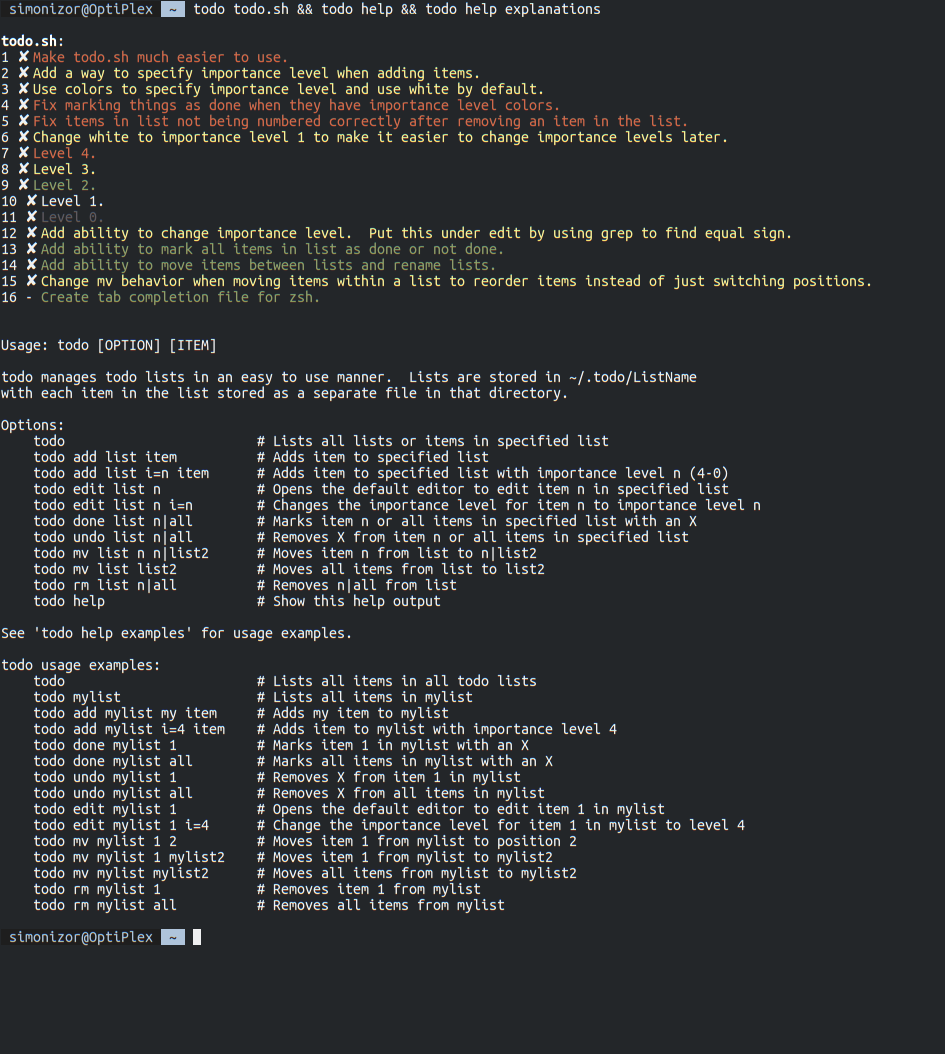 simonizor@OptiPlex ~ todo todo.sh && todo help && todo help explanations
todo.sh:
1 ✘ Make todo.sh much easier to use.
2 ✘ Add a way to specify importance level when adding items.
3 ✘ Use colors to specify importance level and use white by default.
4 ✘ Fix marking things as done when they have importance level colors.
5 ✘ Fix items in list not being numbered correctly after removing an item in the list.
6 ✘ Change white to importance level 1 to make it easier to change importance levels later.
7 ✘ Level 4.
8 ✘ Level 3.
9 ✘ Level 2.
10 ✘ Level 1.
11 ✘ Level 0.
12 ✘ Add ability to change importance level.  Put this under edit by using grep to find equal sign.
13 ✘ Add ability to mark all items in list as done or not done.
14 ✘ Add ability to move items between lists and rename lists.
15 ✘ Change mv behavior when moving items within a list to reorder items instead of just switching positions.
16 - Create tab completion file for zsh.
Usage: todo [OPTION] [ITEM]
todo manages todo lists in an easy to use manner.  Lists are stored in ~/.todo/ListName
with each item in the list stored as a separate file in that directory.
Options:
    todo                        # Lists all lists or items in specified list
    todo add list item          # Adds item to specified list
    todo add list i=n item      # Adds item to specified list with importance level n (4-0)
    todo edit list n            # Opens the default editor to edit item n in specified list
    todo edit list n i=n        # Changes the importance level for item n to importance level n
    todo done list n|all        # Marks item n or all items in specified list with an X
    todo undo list n|all        # Removes X from item n or all items in specified list
    todo mv list n n|list2      # Moves item n from list to n|list2
    todo mv list list2          # Moves all items from list to list2
    todo rm list n|all          # Removes n|all from list
    todo help                   # Show this help output
See 'todo help examples' for usage examples.
todo usage examples:
    todo                        # Lists all items in all todo lists
    todo mylist                 # Lists all items in mylist
    todo add mylist my item     # Adds my item to mylist
    todo add mylist i=4 item    # Adds item to mylist with importance level 4
    todo done mylist 1          # Marks item 1 in mylist with an X
    todo done mylist all        # Marks all items in mylist with an X
    todo undo mylist 1          # Removes X from item 1 in mylist
    todo undo mylist all        # Removes X from all items in mylist
    todo edit mylist 1          # Opens the default editor to edit item 1 in mylist
    todo edit mylist 1 i=4      # Change the importance level for item 1 in mylist to level 4
    todo mv mylist 1 2          # Moves item 1 from mylist to position 2
    todo mv mylist 1 mylist2    # Moves item 1 from mylist to mylist2
    todo mv mylist mylist2      # Moves all items from mylist to mylist2
    todo rm mylist 1            # Removes item 1 from mylist
    todo rm mylist all          # Removes all items from mylist
simonizor@OptiPlex ~